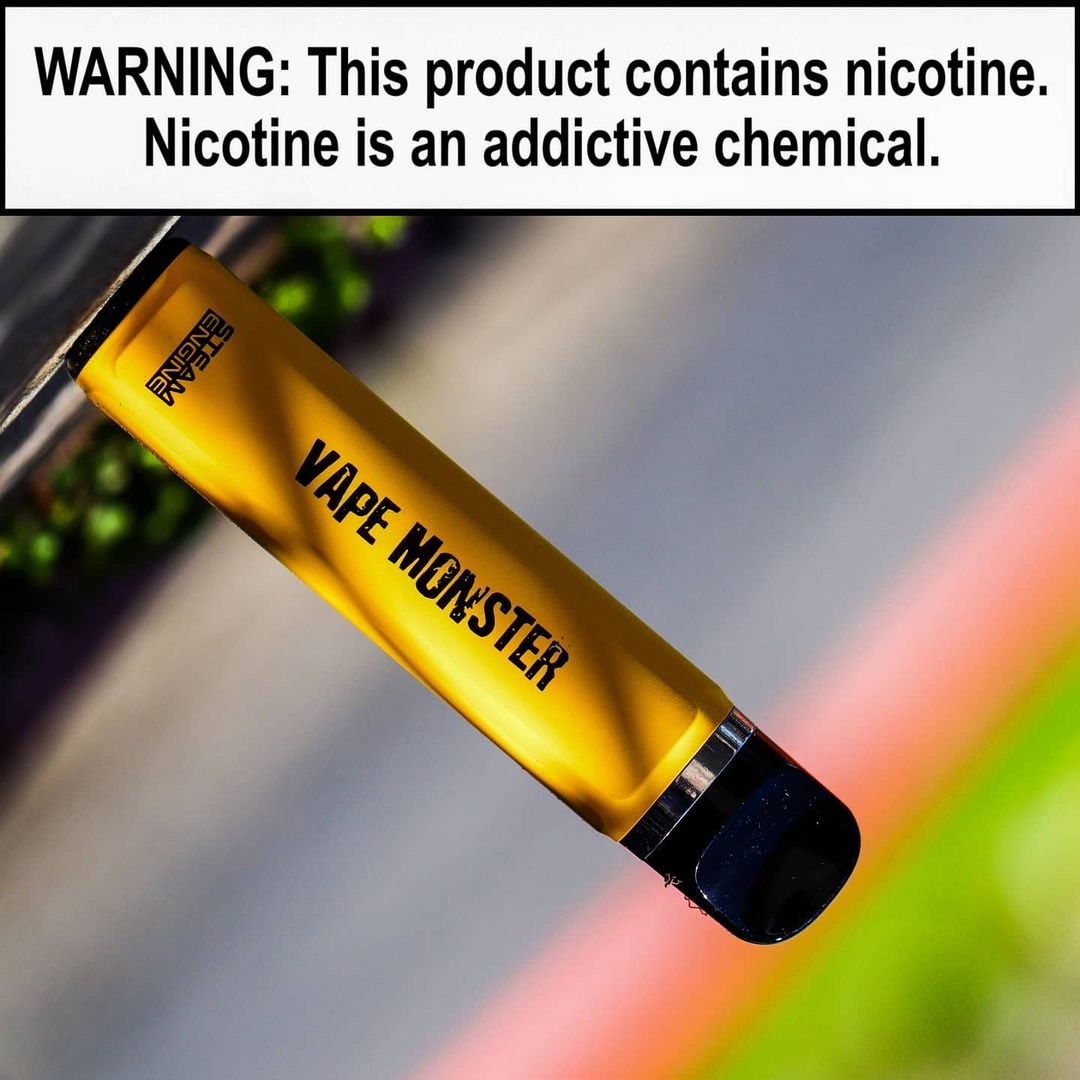 WARNING: This product contains nicotine.
Nicotine is an addictive chemical.
STEAM
ENGINE
VAPE MONSTER